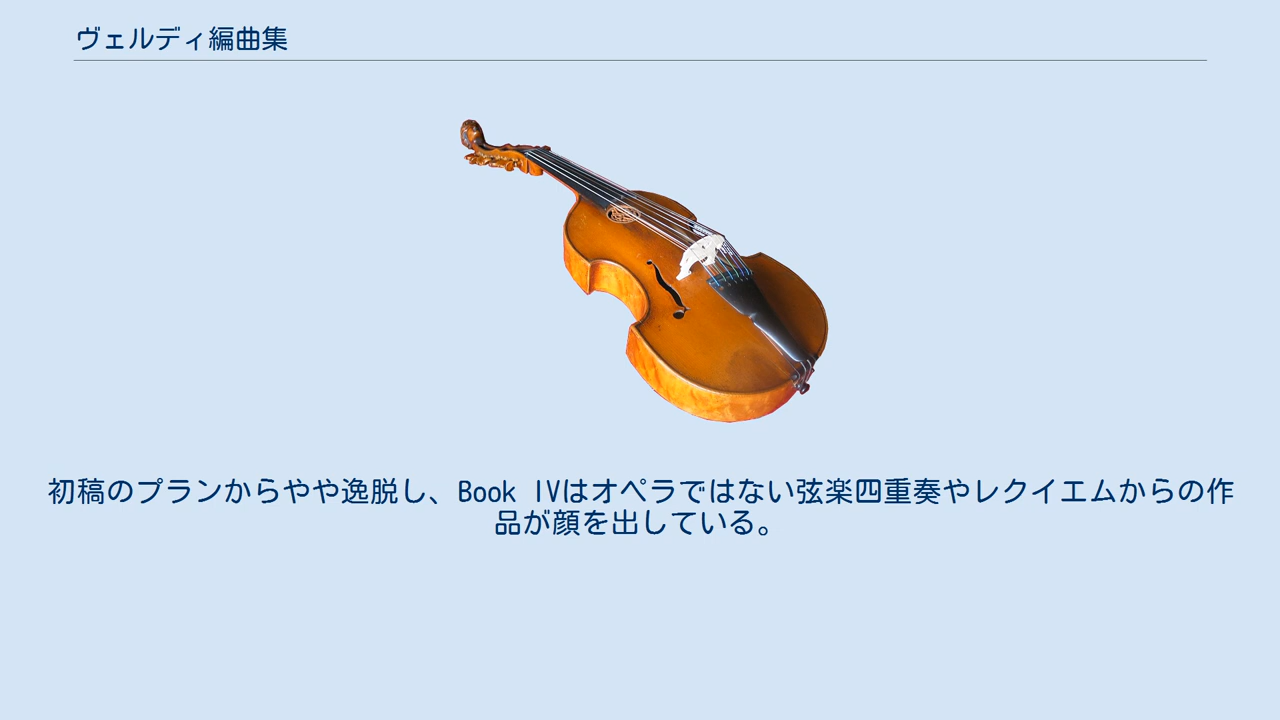 ヴェルディ編曲集
初稿のプランからやや逸脱し、Book IVはオペラではない弦楽四重奏やレクイエムからの作
品が顔を出している。